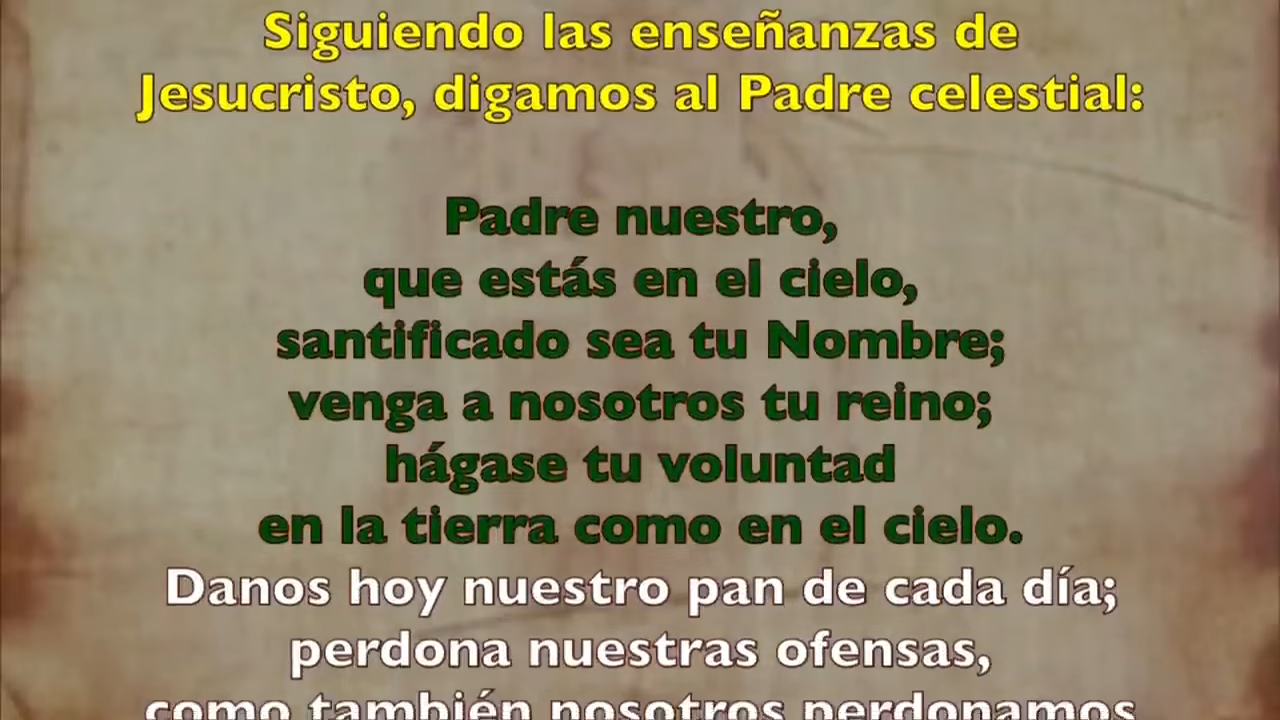 Siguiendo las enseñanzas de
Jesucristo, digamos al Padre celestial:
Padre nuestro,
que estás en el cielo,
santificado sea tu Nombre;
venga a nosotros tu reino;
hágase tu voluntad
en la tierra como en el cielo.
Danos hoy nuestro pan de cada día;
perdona nuestras ofensas,
como también nosotros perdonamos